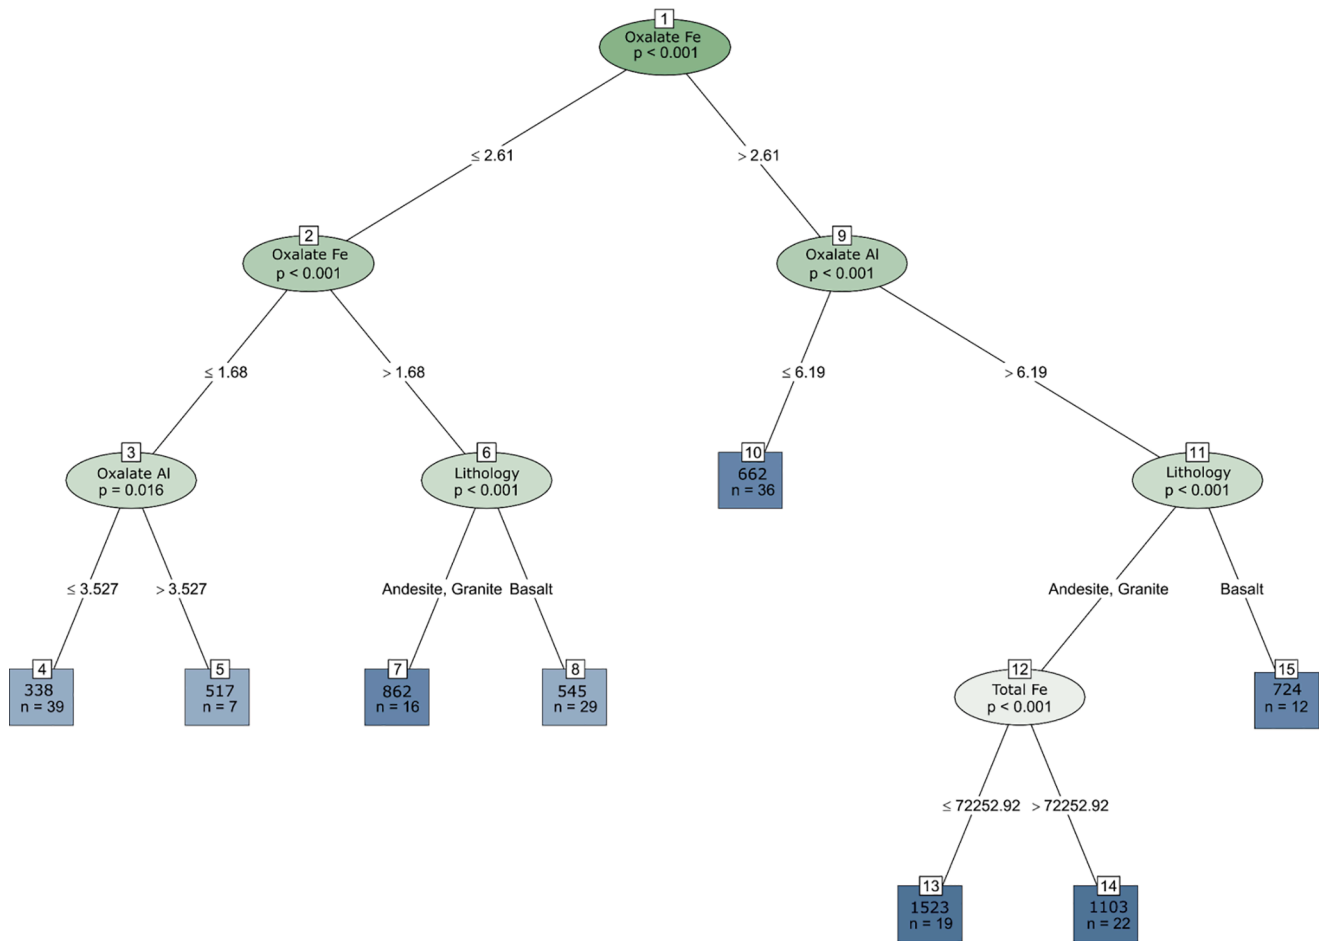 1
Oxalate Fe
p < 0.001
≤ 2.61
> 2.61
2
Oxalate Fe
p < 0.001
9
Oxalate Al
p < 0.001
≤ 1.68
> 1.68
≤ 6.19
> 6.19
3
Oxalate Al
p = 0.016
6
Lithology
p < 0.001
10
662
n = 36
11
Lithology
p < 0.001
≤ 3.527
> 3.527
Andesite, Granite
Basalt
Andesite, Granite
Basalt
4
338
n = 39
5
517
n = 7
7
862
n = 16
8
545
n = 29
12
Total Fe
p < 0.001
15
724
n = 12
≤ 72252.92
> 72252.92
13
1523
n = 19
14
1103
n = 22